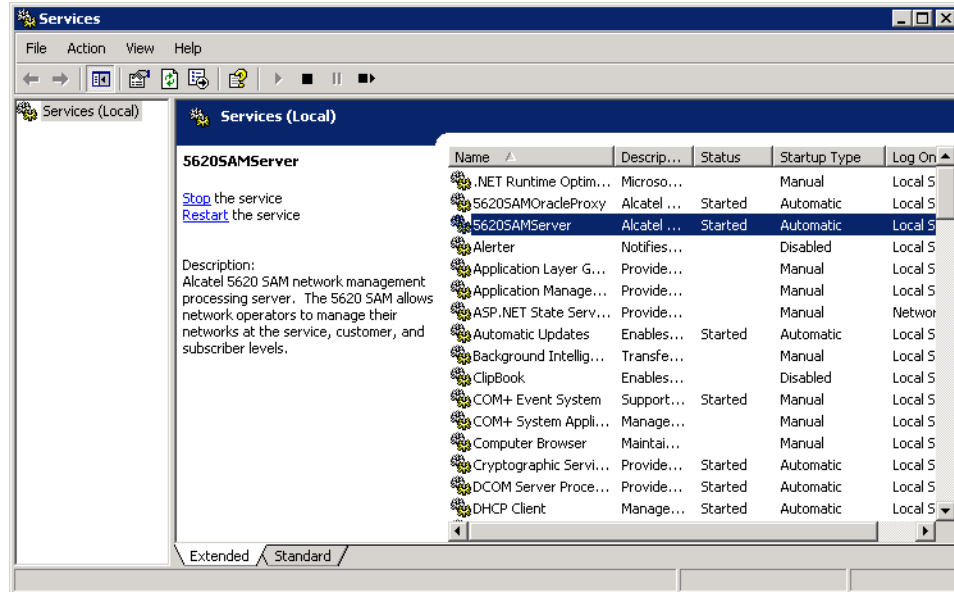 Services
File Action View Help
Services (Local)
Services (Local)
5620SAMServer
Stop the service
Restart the service
Description:
Alcatel 5620 SAM network management
processing server. The 5620 SAM allows
network operators to manage their
networks at the service, customer, and
subscriber levels.
Name Descrip... Status Startup Type Log On
.NET Runtime Optim... Microso... Manual Local S
5620SAMOracleProxy Alcatel ... Started Automatic Local S
5620SAMServer Alcatel ... Started Automatic Local S
Alerter Notifies... Disabled Local S
Application Layer G... Provide... Manual Local S
Application Manage... Provide... Manual Local S
ASP.NET State Serv... Provide... Manual Networ
Automatic Updates Enables... Started Automatic Local S
Background Intellig... Transfe... Manual Local S
ClipBook Enables... Disabled Local S
COM+ Event System Support... Started Manual Local S
COM+ System Appli... Manage... Manual Local S
Computer Browser Maintai... Manual Local S
Cryptographic Servi... Provide... Started Automatic Local S
DCOM Server Proce... Provide... Started Automatic Local S
DHCP Client Manage... Started Automatic Local S
Extended Standard